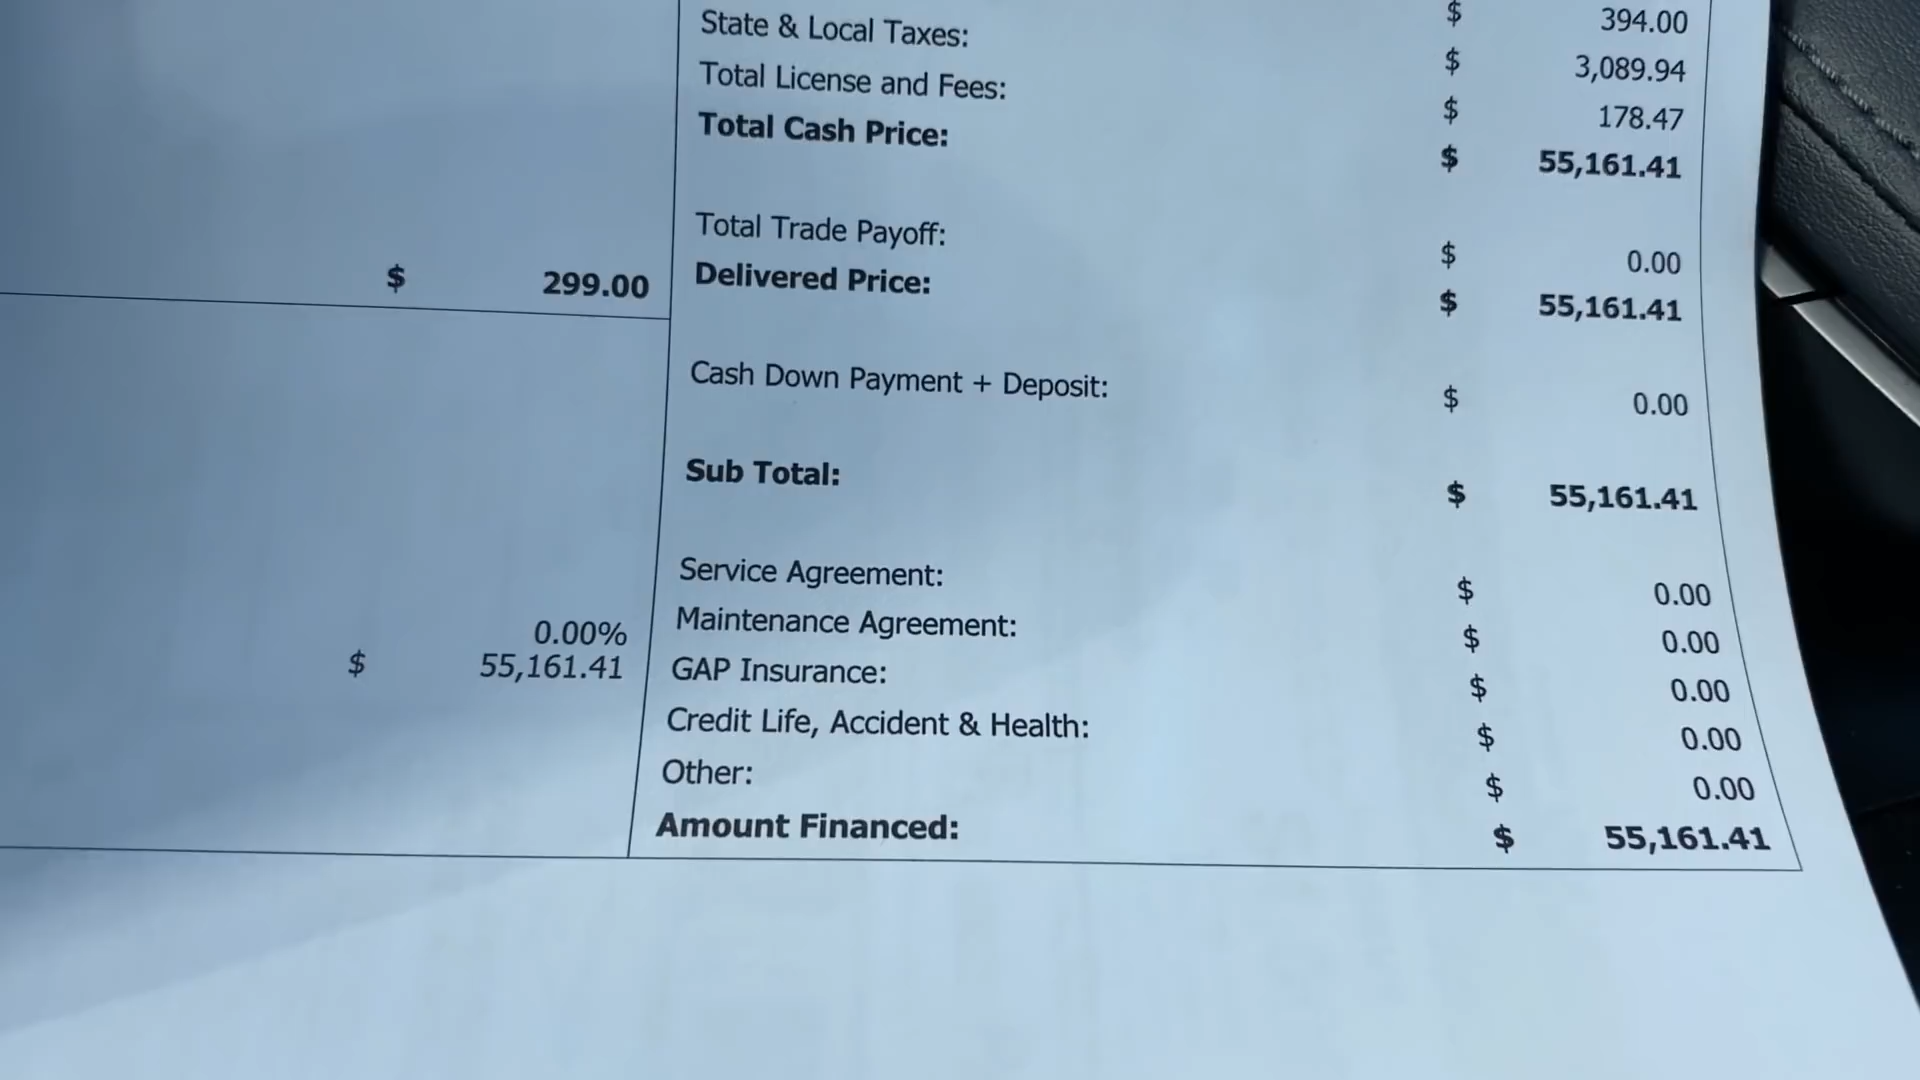 $ 394.00
State & Local Taxes: $ 3,089.94
Total License and Fees: $ 178.47
Total Cash Price: $ 55,161.41
Total Trade Payoff: $ 0.00
$ 299.00
Delivered Price: $ 55,161.41
Cash Down Payment + Deposit: $ 0.00
Sub Total: $ 55,161.41
Service Agreement: $ 0.00
Maintenance Agreement: $ 0.00
0.00%
$ 55,161.41
GAP Insurance: $ 0.00
Credit Life, Accident & Health: $ 0.00
Other: $ 0.00
Amount Financed: $ 55,161.41